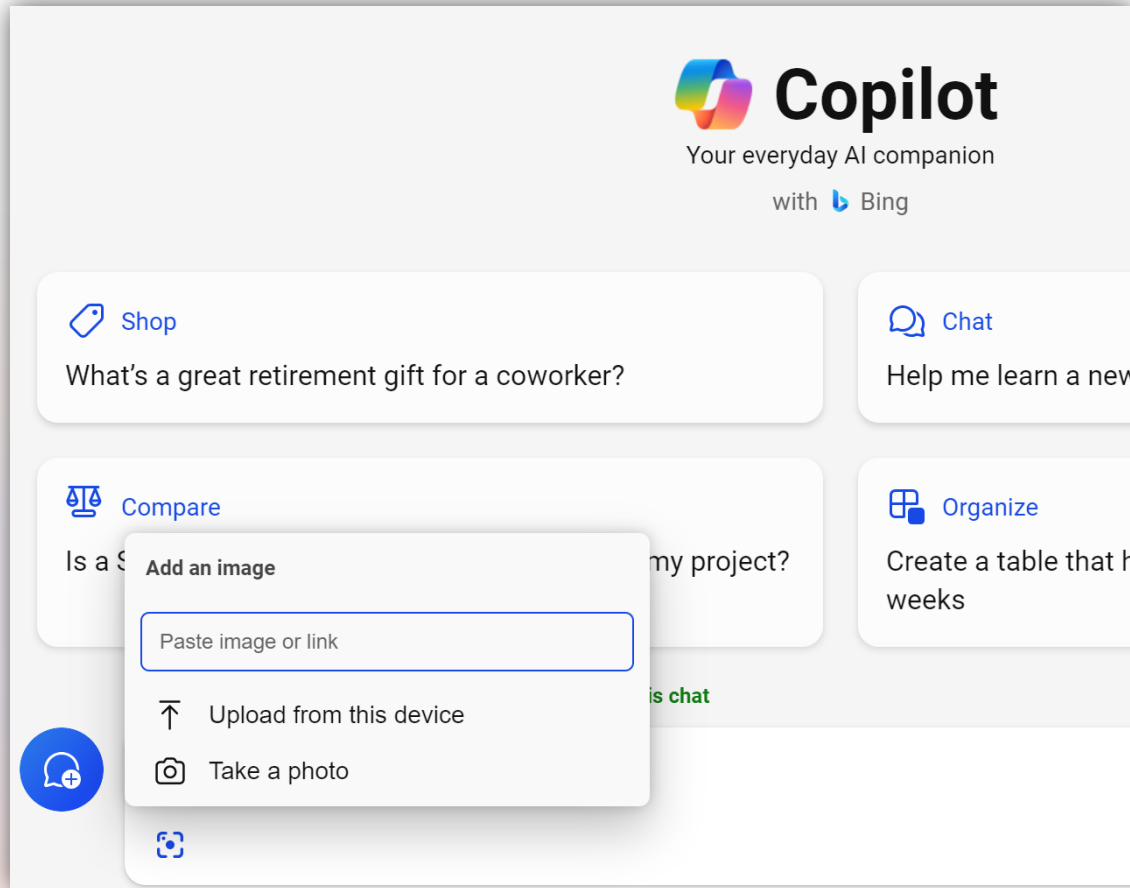 Copilot
Your everyday AI companion
with Bing
Shop
What's a great retirement gift for a coworker?
Chat
Help me learn a new
Compare
Is a
my project?
Organize
Create a table that
weeks
Add an image
Paste image or link
Upload from this device
Take a photo
is chat